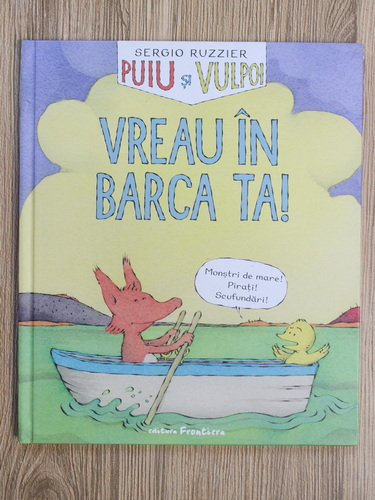 SERGIO RUZZIER
PUIU ȘI VULPOI
VREAU ÎN
BARCA TA!
Monștri de mare!
Pirați!
Scufundări!
editura Frontiera